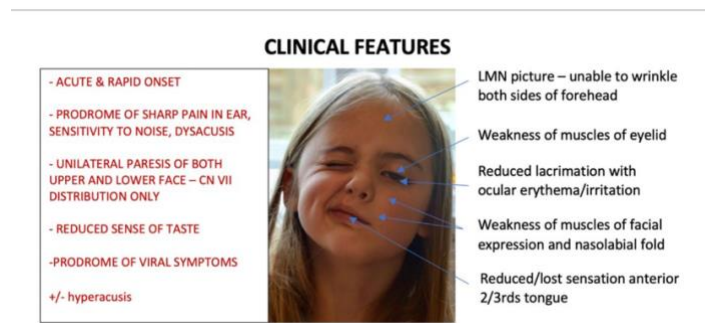 CLINICAL FEATURES
- ACUTE & RAPID ONSET
- PRODROME OF SHARP PAIN IN EAR,
SENSITIVITY TO NOISE, DYSACUSIS
- UNILATERAL PARESIS OF BOTH
UPPER AND LOWER FACE – CN VII
DISTRIBUTION ONLY
- REDUCED SENSE OF TASTE
-PRODROME OF VIRAL SYMPTOMS
+/- hyperacusis
LMN picture – unable to wrinkle
both sides of forehead
Weakness of muscles of eyelid
Reduced lacrimation with
ocular erythema/irritation
Weakness of muscles of facial
expression and nasolabial fold
Reduced/lost sensation anterior
2/3rds tongue